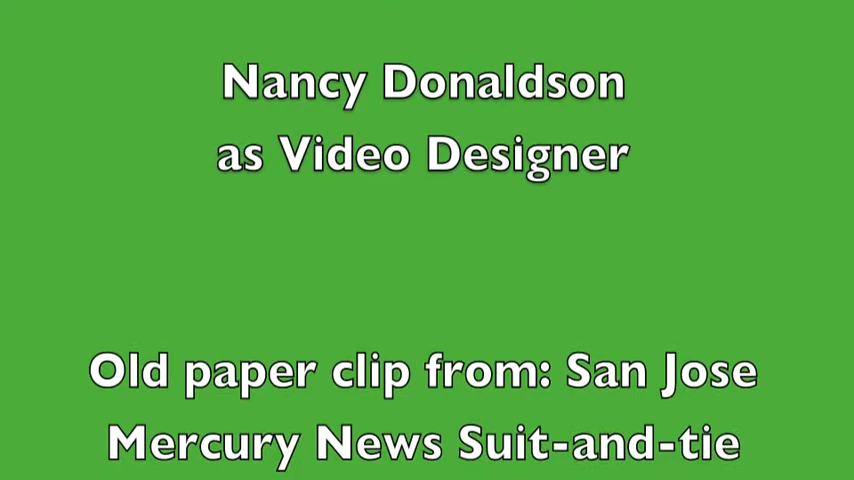 Nancy Donaldson
as Video Designer
Old paper clip from: San Jose
Mercury News Suit-and-tie